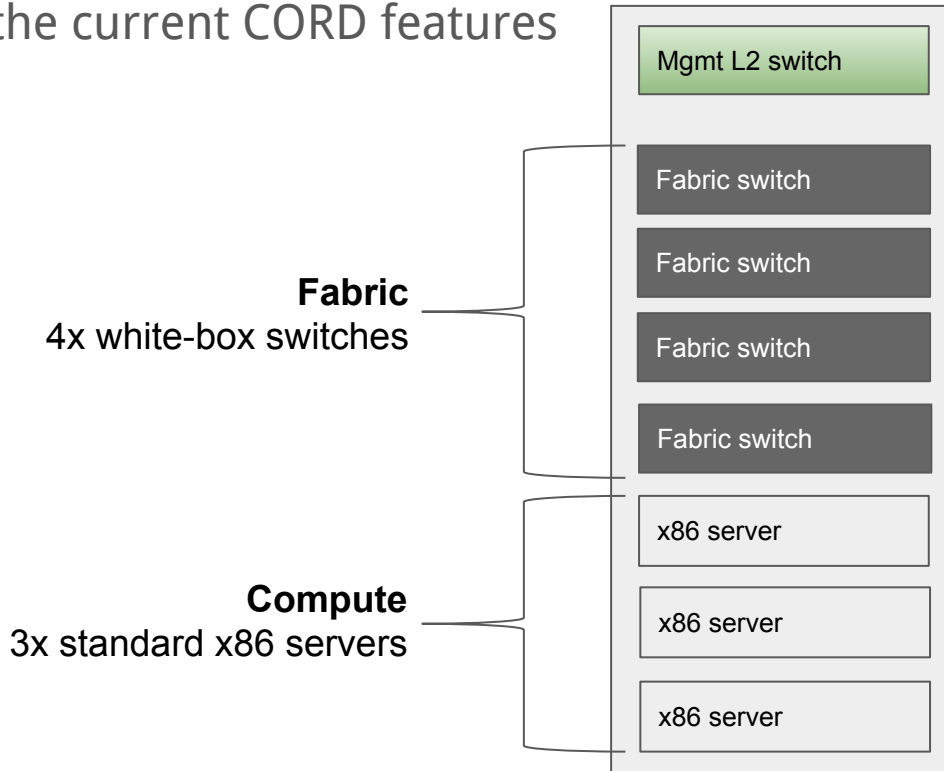 the current CORD features
Mgmt L2 switch
Fabric switch
Fabric switch
Fabric
4x white-box switches
Fabric switch
Fabric switch
x86 server
Compute
3x standard x86 servers
x86 server
x86 server